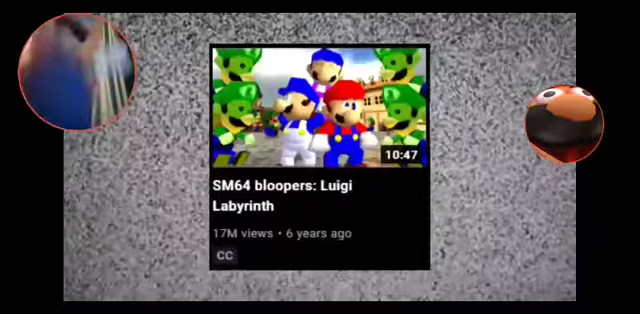 10:47
SM64 bloopers: Luigi
Labyrinth
17M views • 6 years ago
CC